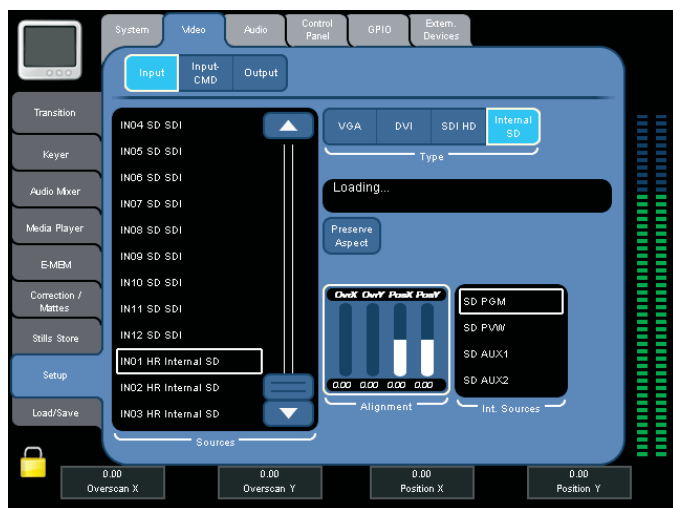 System
Video
Audio
Control
Panel
GPIO
Extern.
Devices
Input
Input-
CMD
Output
Transition
Keyer
Audio Mixer
Media Player
E-MEM
Correction /
Mattes
Stills Store
Setup
Load/Save
IN04 SD SDI
IN05 SD SDI
IN06 SD SDI
IN07 SD SDI
IN08 SD SDI
IN09 SD SDI
IN10 SD SDI
IN11 SD SDI
IN12 SD SDI
IN01 HR Internal SD
IN02 HR Internal SD
IN03 HR Internal SD
Sources
VGA
DVI
SDI HD
Internal
SD
Type
Loading...
Preserve
Aspect
OvrX OvrY PosX PosY
0.00 0.00 0.00 0.00
Alignment
SD PGM
SD PVW
SD AUX1
SD AUX2
Int. Sources
0.00
Overscan X
0.00
Overscan Y
0.00
Position X
0.00
Position Y